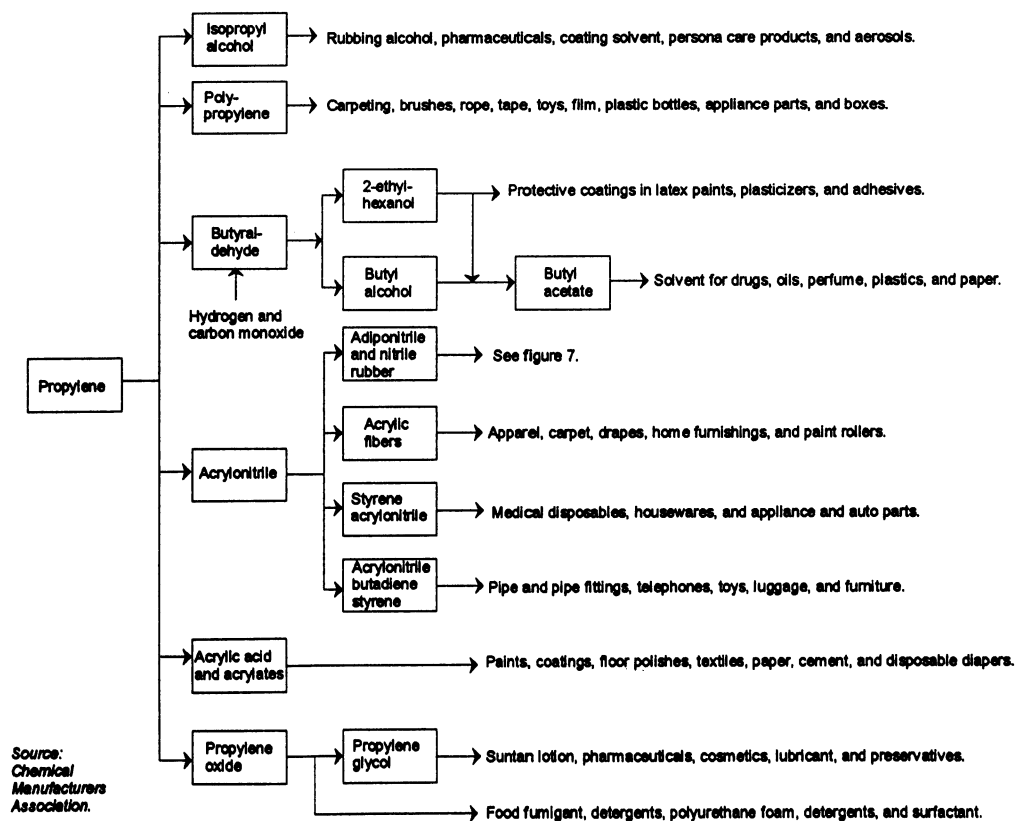 Isopropyl
alcohol
Rubbing alcohol, pharmaceuticals, coating solvent, persona care products, and aerosols.
Poly-
propylene
Carpeting, brushes, rope, tape, toys, film, plastic bottles, appliance parts, and boxes.
2-ethyl-
hexanol
Protective coatings in latex paints, plasticizers, and adhesives.
Butyral-
dehyde
Butyl
alcohol
Butyl
acetate
Solvent for drugs, oils, perfume, plastics, and paper.
Hydrogen and
carbon monoxide
Adiponitrile
and nitrile
rubber
See figure 7.
Propylene
Acrylic
fibers
Apparel, carpet, drapes, home furnishings, and paint rollers.
Acrylonitrile
Styrene
acrylonitrile
Medical disposables, housewares, and appliance and auto parts.
Acrylonitrile
butadiene
styrene
Pipe and pipe fittings, telephones, toys, luggage, and furniture.
Acrylic acid
and acrylates
Paints, coatings, floor polishes, textiles, paper, cement, and disposable diapers.
Propylene
oxide
Propylene
glycol
Suntan lotion, pharmaceuticals, cosmetics, lubricant, and preservatives.
Food fumigant, detergents, polyurethane foam, detergents, and surfactant.
Source:
Chemical
Manufacturers
Association.